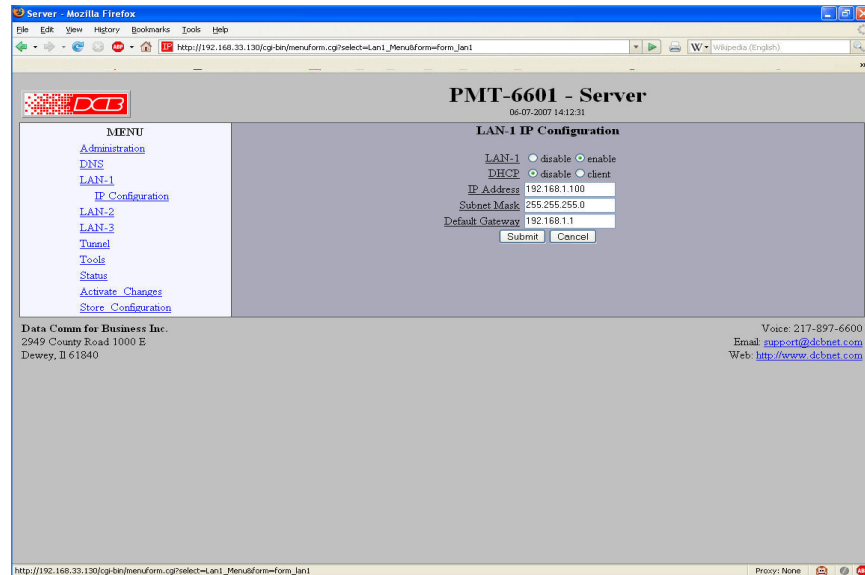 Server - Mozilla Firefox
File Edit View History Bookmarks Tools Help
ABP IP http://192.168.33.130/cgi-bin/menuform.cgi?select=Lan1_Menu&form=form_lan1 W Wikipedia (English)
DCB
PMT-6601 - Server
06-07-2007 14:12:31
MENU
Administration
DNS
LAN-1
IP Configuration
LAN-2
LAN-3
Tunnel
Tools
Status
Activate Changes
Store Configuration
LAN-1 IP Configuration
LAN-1 disable enable
DHCP disable client
IP Address 192.168.1.100
Subnet Mask 255.255.255.0
Default Gateway 192.168.1.1
Submit Cancel
Data Comm for Business Inc.
2949 County Road 1000 E
Dewey, Il 61840
Voice: 217-897-6600
Email: support@dcbnet.com
Web: http://www.dcbnet.com
http://192.168.33.130/cgi-bin/menuform.cgi?select=Lan1_Menu&form=form_lan1 Proxy: None